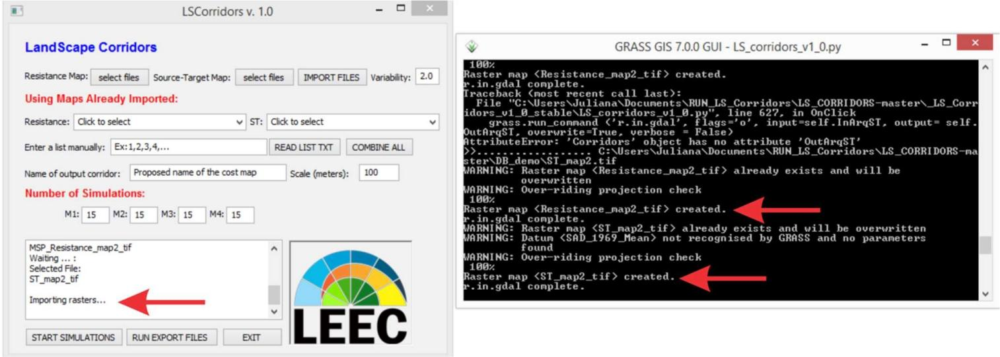 LSCorridors v. 1.0
LandScape Corridors
Resistance Map: select files Source-Target Map: select files IMPORT FILES Variability: 2.0
Using Maps Already Imported:
Resistance: Click to select ST: Click to select
Enter a list manually: Ex:1,2,3,4,... READ LIST TXT COMBINE ALL
Name of output corridor: Proposed name of the cost map Scale (meters): 100
Number of Simulations:
M1: 15 M2: 15 M3: 15 M4: 15
MSP_Resistance_map2_tif
Waiting ... :
Selected File:
ST_map2_tif
Importing rasters...
LEEC
START SIMULATIONS RUN EXPORT FILES EXIT
GRASS GIS 7.0.0 GUI - LS_corridors_v1_0.py
100%
Raster map <Resistance_map2_tif> created.
r.in.gdal complete.
Traceback (most recent call last):
File "C:\Users\Juliana\Documents\RUN_LS_Corridors\LS_CORRIDORS-master\_LS_Corr
idors_v1_0_stable\LS_corridors_v1_0.py", line 627, in OnClick
grass.run_command ('r.in.gdal', flags='o', input=self.InArqST, output= self.
OutArqST, overwrite=True, verbose = False)
AttributeError: 'Corridors' object has no attribute 'OutArqST'
>>.................. C:\Users\Juliana\Documents\RUN_LS_Corridors\LS_CORRIDORS-ma
ster\DB_demo\ST_map2.tif
WARNING: Raster map <Resistance_map2_tif> already exists and will be
overwritten
WARNING: Over-riding projection check
100%
Raster map <Resistance_map2_tif> created.
r.in.gdal complete.
WARNING: Raster map <ST_map2_tif> already exists and will be overwritten
WARNING: Datum <SAD_1969_Mean> not recognised by GRASS and no parameters
found
WARNING: Over-riding projection check
100%
Raster map <ST_map2_tif> created.
r.in.gdal complete.